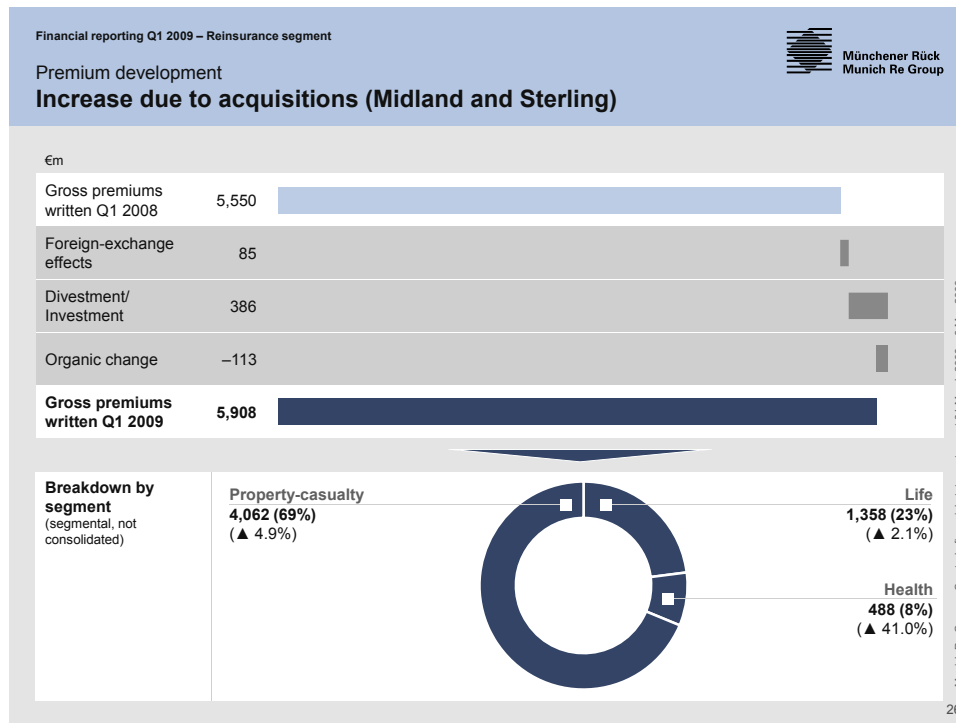 Financial reporting Q1 2009 – Reinsurance segment
Münchener Rück
Munich Re Group
Premium development
Increase due to acquisitions (Midland and Sterling)
€m
Gross premiums
written Q1 2008
5,550
Foreign-exchange
effects
85
Divestment/
Investment
386
Organic change
–113
Gross premiums
written Q1 2009
5,908
Breakdown by
segment
(segmental, not
consolidated)
Property-casualty
4,062 (69%)
(▲ 4.9%)
Life
1,358 (23%)
(▲ 2.1%)
Health
488 (8%)
(▲ 41.0%)